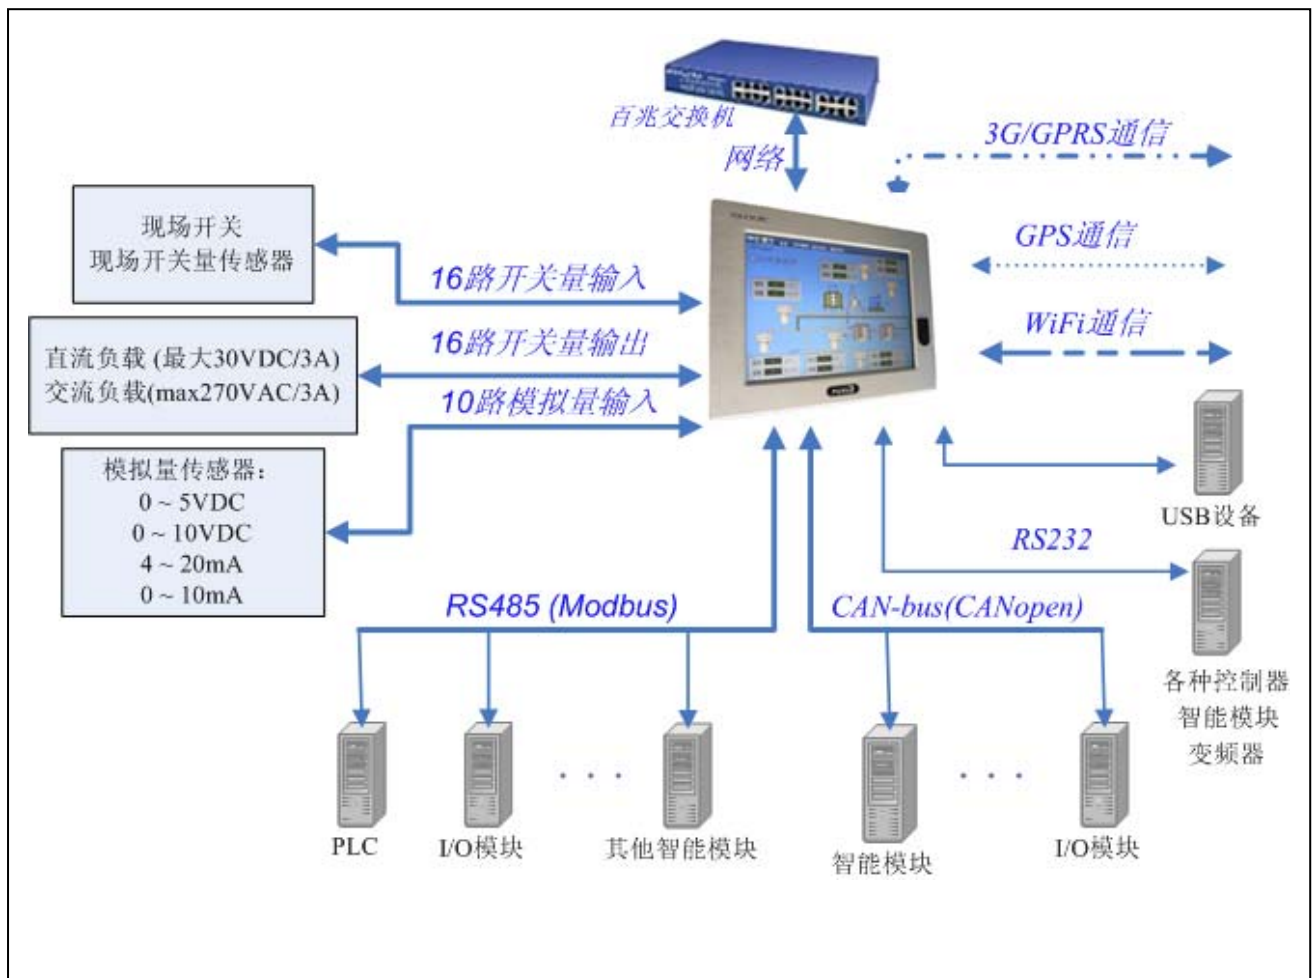 百兆交换机
网络
3G/GPRS通信
GPS通信
WiFi通信
现场开关
现场开关量传感器
16路开关量输入
直流负载 (最大30VDC/3A)
交流负载(max270VAC/3A)
16路开关量输出
10路模拟量输入
模拟量传感器：
0 ~ 5VDC
0 ~ 10VDC
4 ~ 20mA
0 ~ 10mA
USB设备
RS232
RS485 (Modbus)
CAN-bus(CANopen)
各种控制器
智能模块
变频器
PLC
I/O模块
· · ·
其他智能模块
智能模块
· · ·
I/O模块